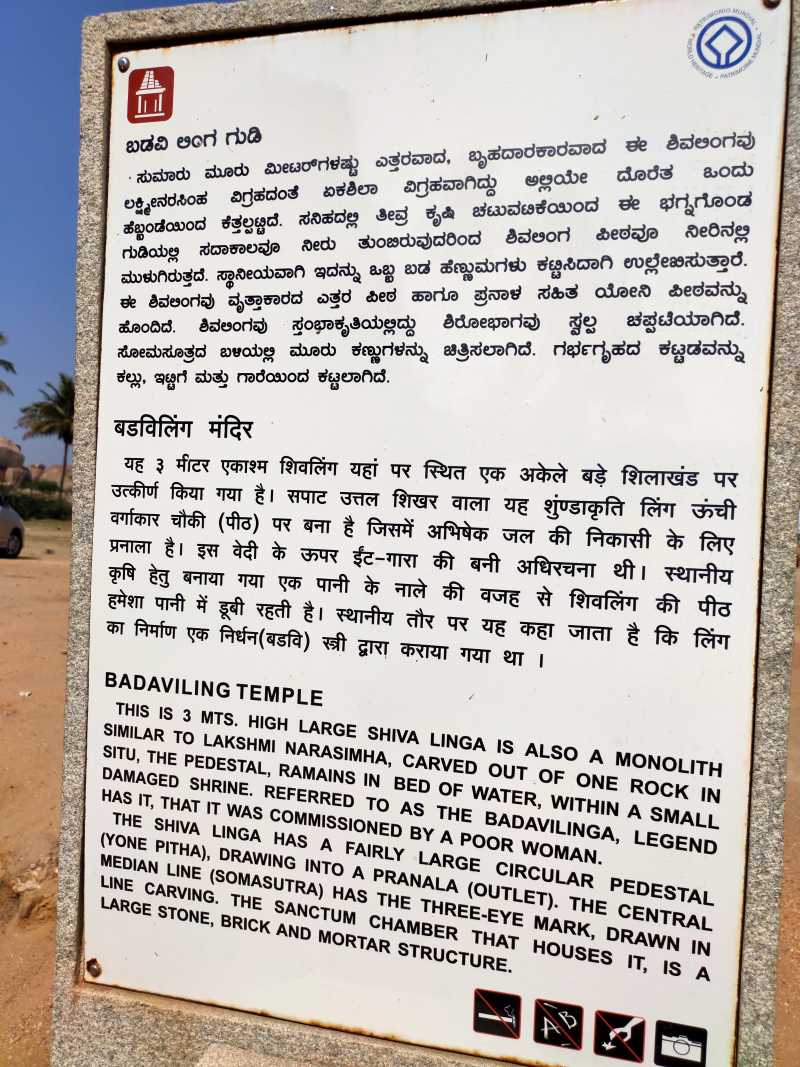 PATRIMONIO MUNDIAL • WORLD HERITAGE • PATRIMOINE MONDIAL
ಬಡವಿ ಲಿಂಗ ಗುಡಿ
ಸುಮಾರು ಮೂರು ಮೀಟರ್‌ಗಳಷ್ಟು ಎತ್ತರವಾದ, ಬೃಹದಾರಕಾರವಾದ ಈ ಶಿವಲಿಂಗವು
ಲಕ್ಷ್ಮೀನರಸಿಂಹ ವಿಗ್ರಹದಂತೆ ಏಕಶಿಲಾ ವಿಗ್ರಹವಾಗಿದ್ದು ಅಲ್ಲಿಯೇ ದೊರೆತ ಒಂದು
ಹೆಬ್ಬಂಡೆಯಿಂದ ಕೆತ್ತಲ್ಪಟ್ಟಿದೆ. ಸನಿಹದಲ್ಲಿ ತೀವ್ರ ಕೃಷಿ ಚಟುವಟಿಕೆಯಿಂದ ಈ ಭಗ್ನಗೊಂಡ
ಗುಡಿಯಲ್ಲಿ ಸದಾಕಾಲವೂ ನೀರು ತುಂಬಿರುವುದರಿಂದ ಶಿವಲಿಂಗ ಪೀಠವೂ ನೀರಿನಲ್ಲಿ
ಮುಳುಗಿರುತ್ತದೆ. ಸ್ಥಾನೀಯವಾಗಿ ಇದನ್ನು ಒಬ್ಬ ಬಡ ಹೆಣ್ಣುಮಗಳು ಕಟ್ಟಿಸಿದಾಗಿ ಉಲ್ಲೇಖಿಸುತ್ತಾರೆ.
ಈ ಶಿವಲಿಂಗವು ವೃತ್ತಾಕಾರದ ಎತ್ತರ ಪೀಠ ಹಾಗೂ ಪ್ರನಾಳ ಸಹಿತ ಯೋನಿ ಪೀಠವನ್ನು
ಹೊಂದಿದೆ. ಶಿವಲಿಂಗವು ಸ್ತಂಭಾಕೃತಿಯಲ್ಲಿದ್ದು ಶಿರೋಭಾಗವು ಸ್ವಲ್ಪ ಚಪ್ಪಟೆಯಾಗಿದೆ.
ಸೋಮಸೂತ್ರದ ಬಳಿಯಲ್ಲಿ ಮೂರು ಕಣ್ಣುಗಳನ್ನು ಚಿತ್ರಿಸಲಾಗಿದೆ. ಗರ್ಭಗೃಹದ ಕಟ್ಟಡವನ್ನು
ಕಲ್ಲು, ಇಟ್ಟಿಗೆ ಮತ್ತು ಗಾರೆಯಿಂದ ಕಟ್ಟಲಾಗಿದೆ.
बडविलिंग मंदिर
यह ३ मीटर एकाश्म शिवलिंग यहां पर स्थित एक अकेले बड़े शिलाखंड पर
उत्कीर्ण किया गया है। सपाट उत्तल शिखर वाला यह शुंण्डाकृति लिंग ऊंची
वर्गाकार चौकी (पीठ) पर बना है जिसमें अभिषेक जल की निकासी के लिए
प्रनाला है। इस वेदी के ऊपर ईंट-गारा की बनी अधिरचना थी। स्थानीय
कृषि हेतु बनाया गया एक पानी के नाले की वजह से शिवलिंग की पीठ
हमेशा पानी में डूबी रहती है। स्थानीय तौर पर यह कहा जाता है कि लिंग
का निर्माण एक निर्धन(बडवि) स्त्री द्वारा कराया गया था ।
BADAVILING TEMPLE
THIS IS 3 MTS. HIGH LARGE SHIVA LINGA IS ALSO A MONOLITH
SIMILAR TO LAKSHMI NARASIMHA, CARVED OUT OF ONE ROCK IN
SITU, THE PEDESTAL, RAMAINS IN BED OF WATER, WITHIN A SMALL
DAMAGED SHRINE. REFERRED TO AS THE BADAVILINGA, LEGEND
HAS IT, THAT IT WAS COMMISSIONED BY A POOR WOMAN.
THE SHIVA LINGA HAS A FAIRLY LARGE CIRCULAR PEDESTAL
(YONE PITHA), DRAWING INTO A PRANALA (OUTLET). THE CENTRAL
MEDIAN LINE (SOMASUTRA) HAS THE THREE-EYE MARK, DRAWN IN
LINE CARVING. THE SANCTUM CHAMBER THAT HOUSES IT, IS A
LARGE STONE, BRICK AND MORTAR STRUCTURE.
AB